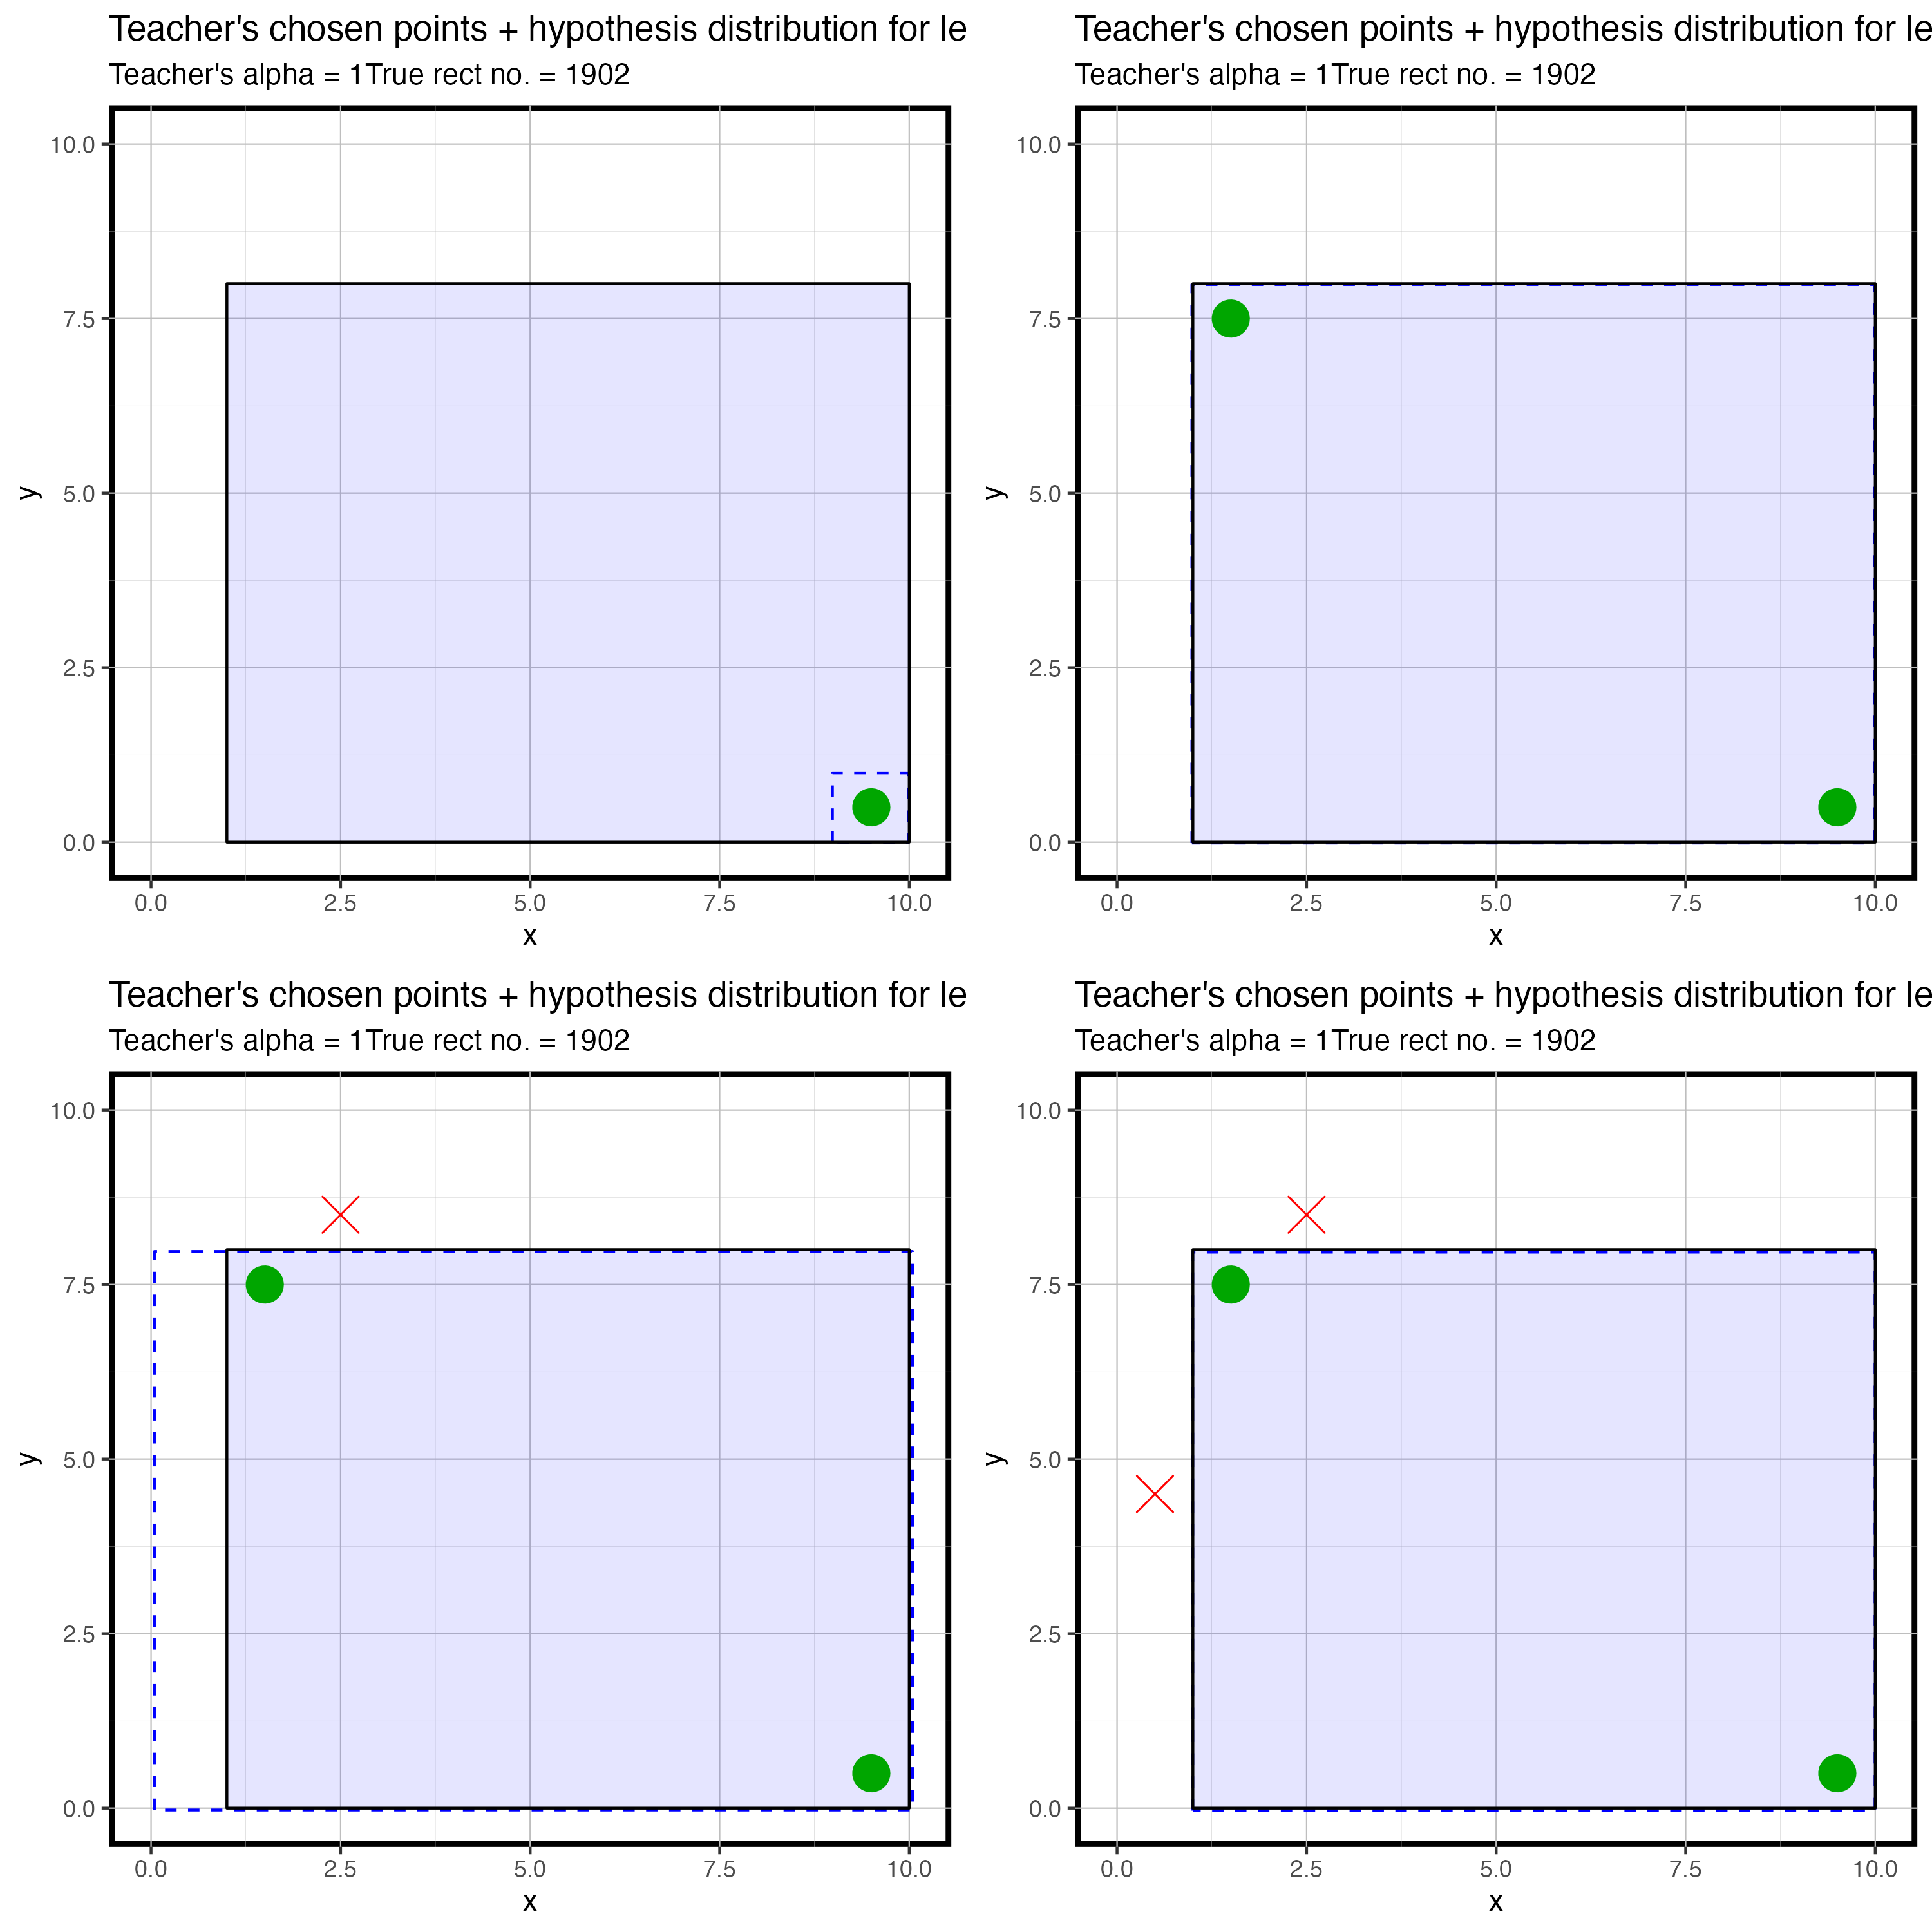 Teacher's chosen points + hypothesis distribution for le
Teacher's alpha = 1True rect no. = 1902
10.0
7.5
5.0
2.5
0.0
y
0.0 2.5 5.0 7.5 10.0
x
Teacher's chosen points + hypothesis distribution for le
Teacher's alpha = 1True rect no. = 1902
10.0
7.5
5.0
2.5
0.0
y
0.0 2.5 5.0 7.5 10.0
x
Teacher's chosen points + hypothesis distribution for le
Teacher's alpha = 1True rect no. = 1902
10.0
7.5
5.0
2.5
0.0
y
0.0 2.5 5.0 7.5 10.0
x
Teacher's chosen points + hypothesis distribution for le
Teacher's alpha = 1True rect no. = 1902
10.0
7.5
5.0
2.5
0.0
y
0.0 2.5 5.0 7.5 10.0
x